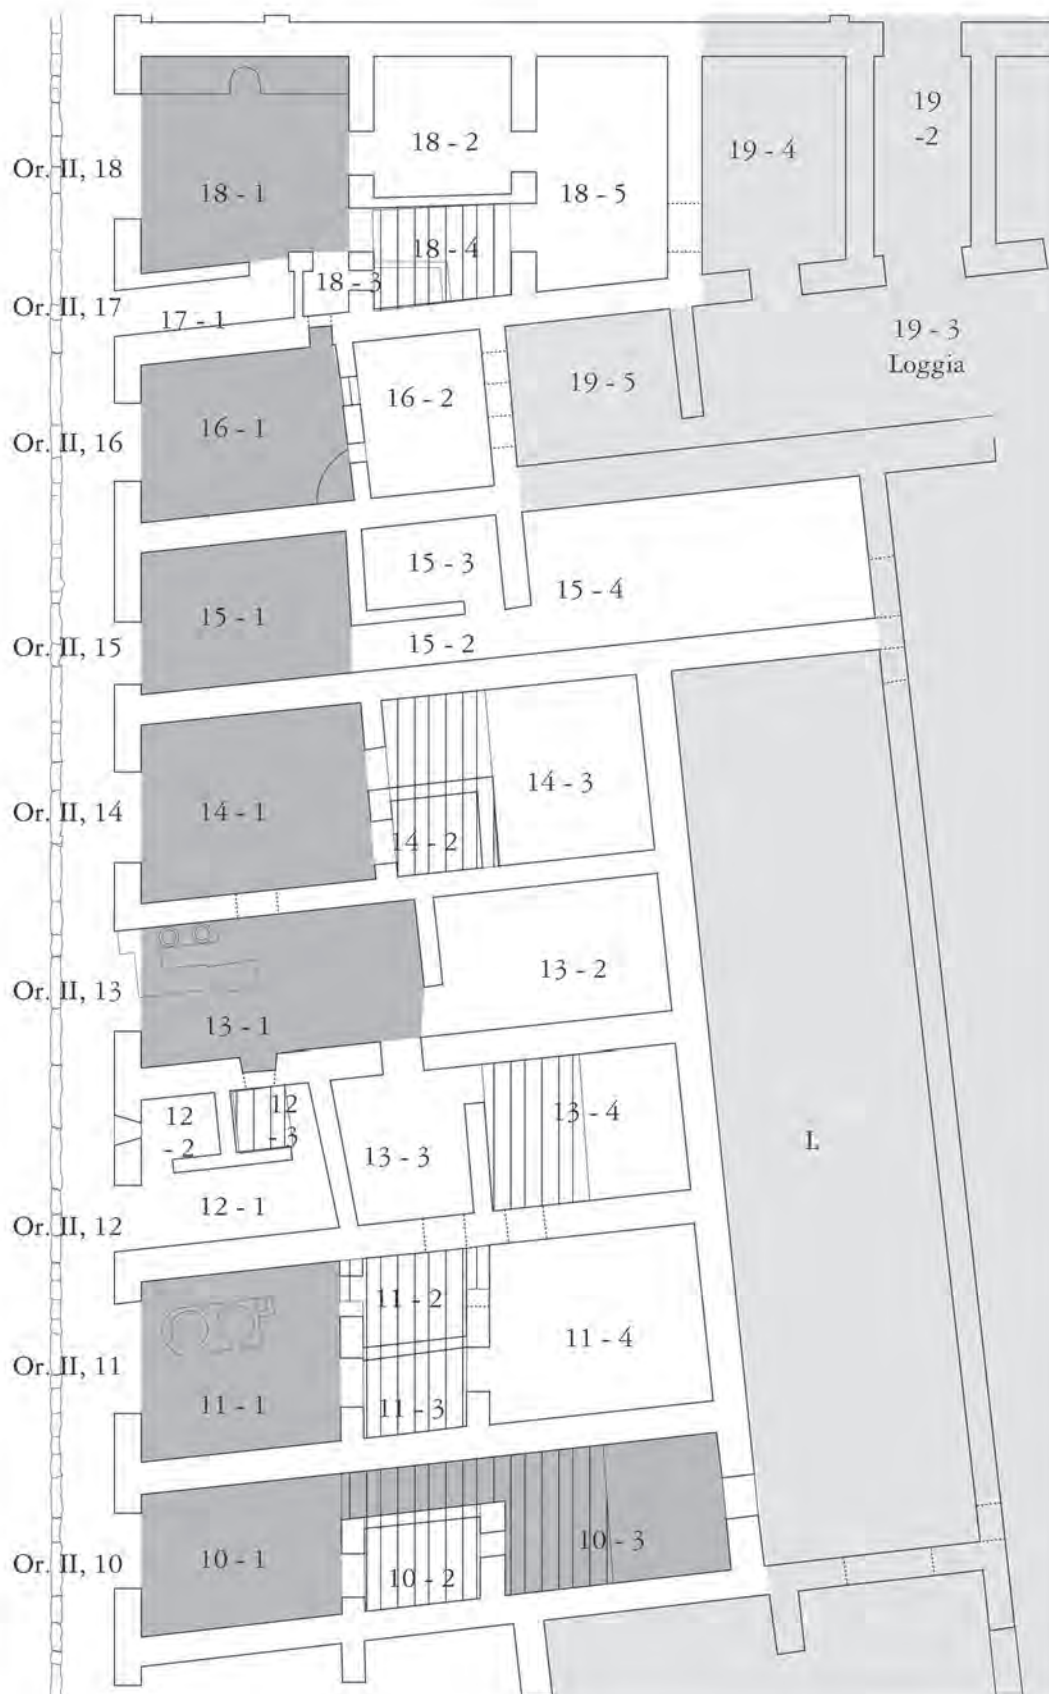 19
-2
18 - 2
19 - 4
Or. II, 18
18 - 1
18 - 5
18 - 4
18 - 3
Or. II, 17
17 - 1
19 - 3
Loggia
19 - 5
16 - 2
16 - 1
Or. II, 16
15 - 3
15 - 4
15 - 1
15 - 2
Or. II, 15
14 - 3
Or. II, 14
14 - 1
14 - 2
13 - 2
Or. II, 13
13 - 1
12
- 2
12
- 3
13 - 4
13 - 3
L
12 - 1
Or. II, 12
11 - 2
11 - 4
Or. II, 11
11 - 1
11 - 3
10 - 3
Or. II, 10
10 - 1
10 - 2